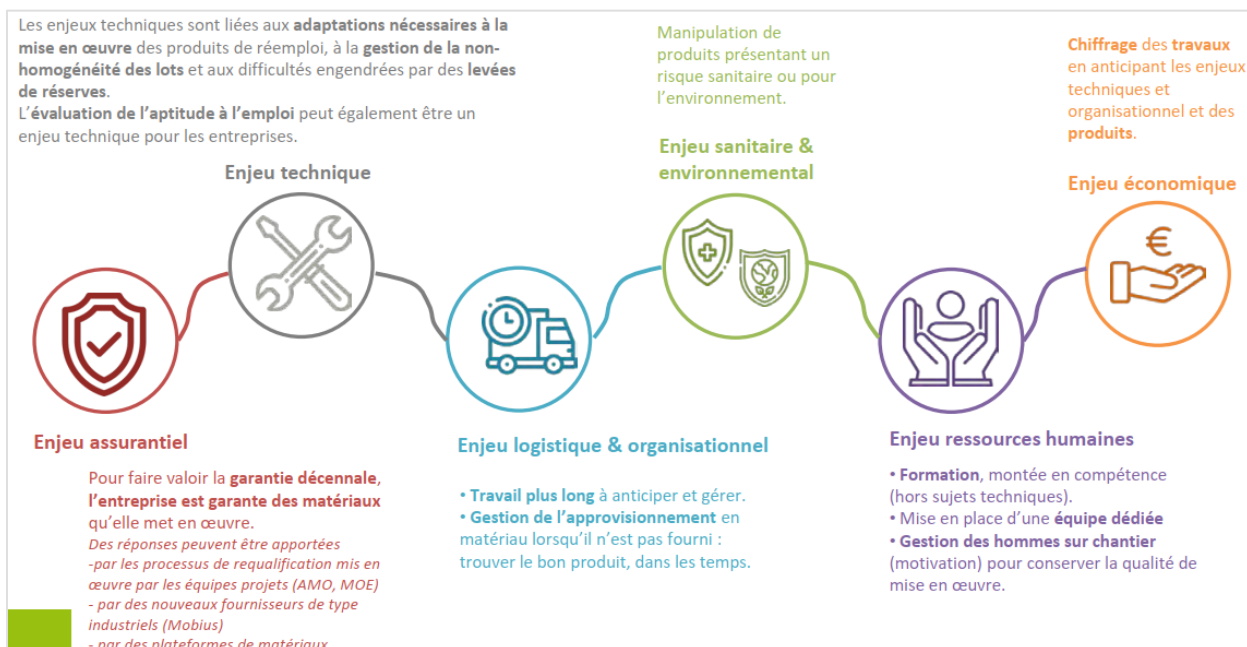 Les enjeux techniques sont liées aux adaptations nécessaires à la
mise en œuvre des produits de réemploi, à la gestion de la non-
homogénéité des lots et aux difficultés engendrées par des levées
de réserves.
L'évaluation de l'aptitude à l'emploi peut également être un
enjeu technique pour les entreprises.
Enjeu technique
Manipulation de
produits présentant un
risque sanitaire ou pour
l'environnement.
Enjeu sanitaire &
environnemental
Chiffrage des travaux
en anticipant les enjeux
techniques et
organisationnel et des
produits.
Enjeu économique
€
Enjeu assurantiel
Pour faire valoir la garantie décennale,
l'entreprise est garante des matériaux
qu'elle met en œuvre.
Des réponses peuvent être apportées
-par les processus de requalification mis en
œuvre par les équipes projets (AMO, MOE)
- par des nouveaux fournisseurs de type
industriels (Mobius)
- par des plateformes de matériaux
Enjeu logistique & organisationnel
• Travail plus long à anticiper et gérer.
• Gestion de l'approvisionnement en
matériau lorsqu'il n'est pas fourni :
trouver le bon produit, dans les temps.
Enjeu ressources humaines
• Formation, montée en compétence
(hors sujets techniques).
• Mise en place d'une équipe dédiée
• Gestion des hommes sur chantier
(motivation) pour conserver la qualité de
mise en œuvre.